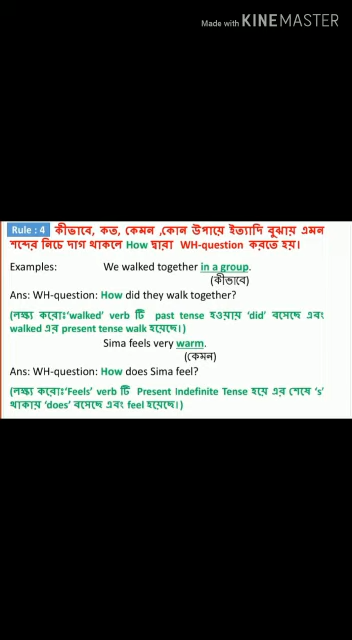 Made with KINEMASTER
Rule : 4 কীভাবে, কত, কেমন ,কোন উপায়ে ইত্যাদি বুঝায় এমন
শব্দের নিচে দাগ থাকলে How দ্বারা WH-question করতে হয়।
Examples: We walked together in a group.
(কীভাবে)
Ans: WH-question: How did they walk together?
(লক্ষ্য করোঃ‘walked’ verb টি past tense হওয়ায় ‘did’ বসেছে এবং
walked এর present tense walk হয়েছে।)
Sima feels very warm.
(কেমন)
Ans: WH-question: How does Sima feel?
(লক্ষ্য করোঃ‘Feels’ verb টি Present Indefinite Tense হয়ে এর শেষে ‘s’
থাকায় ‘does’ বসেছে এবং feel হয়েছে।)